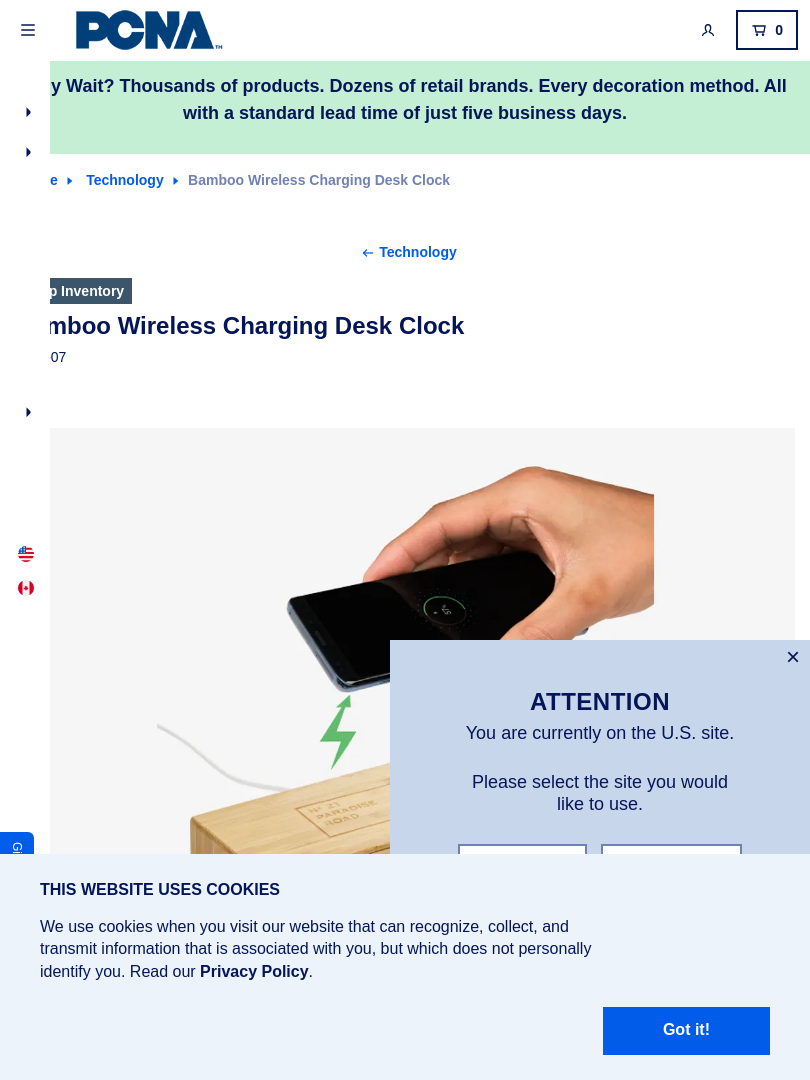 PCNA™
0
y Wait? Thousands of products. Dozens of retail brands. Every decoration method. All
with a standard lead time of just five business days.
e Technology Bamboo Wireless Charging Desk Clock
Technology
p Inventory
mboo Wireless Charging Desk Clock
07
Nº 21
PARADISE
ROAD
ATTENTION
You are currently on the U.S. site.
Please select the site you would
like to use.
THIS WEBSITE USES COOKIES
We use cookies when you visit our website that can recognize, collect, and
transmit information that is associated with you, but which does not personally
identify you. Read our Privacy Policy.
Got it!